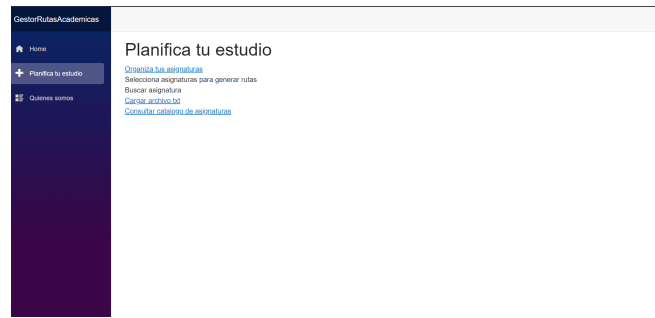 GestorRutasAcademicas
Home
Planifica tu estudio
Quienes somos
Planifica tu estudio
Organiza tus asignaturas
Selecciona asignaturas para generar rutas
Buscar asignatura
Cargar archivo txt
Consultar catalogo de asignaturas